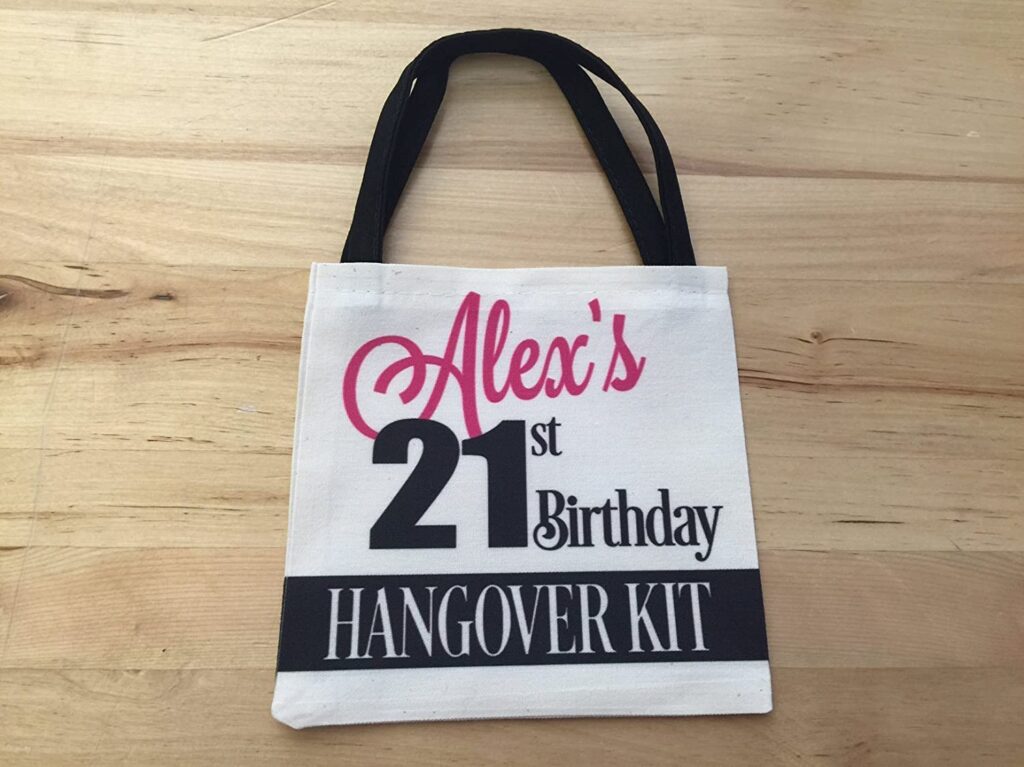 Alex's
21st
Birthday
HANGOVER KIT